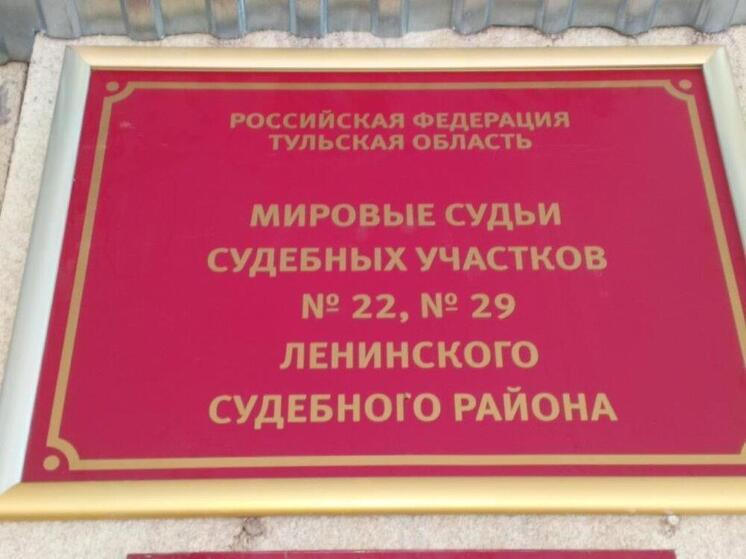 РОССИЙСКАЯ ФЕДЕРАЦИЯ
ТУЛЬСКАЯ ОБЛАСТЬ
МИРОВЫЕ СУДЬИ
СУДЕБНЫХ УЧАСТКОВ
№ 22, № 29
ЛЕНИНСКОГО
СУДЕБНОГО РАЙОНА